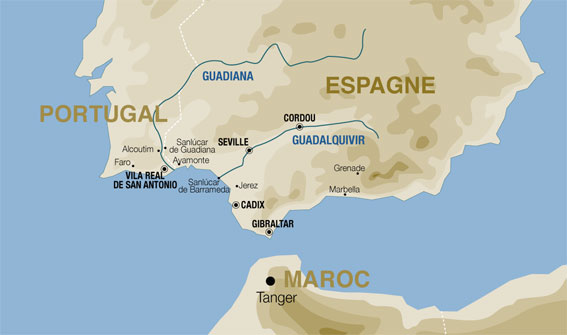 GUADIANA
ESPAGNE
PORTUGAL
CORDOU
GUADALQUIVIR
SEVILLE
Alcoutim
Sanlúcar
de Guadiana
Faro
Ayamonte
VILA REAL
DE SAN ANTONIO
Sanlúcar
de Barrameda
Jerez
Grenade
Marbella
CADIX
GIBRALTAR
MAROC
Tanger